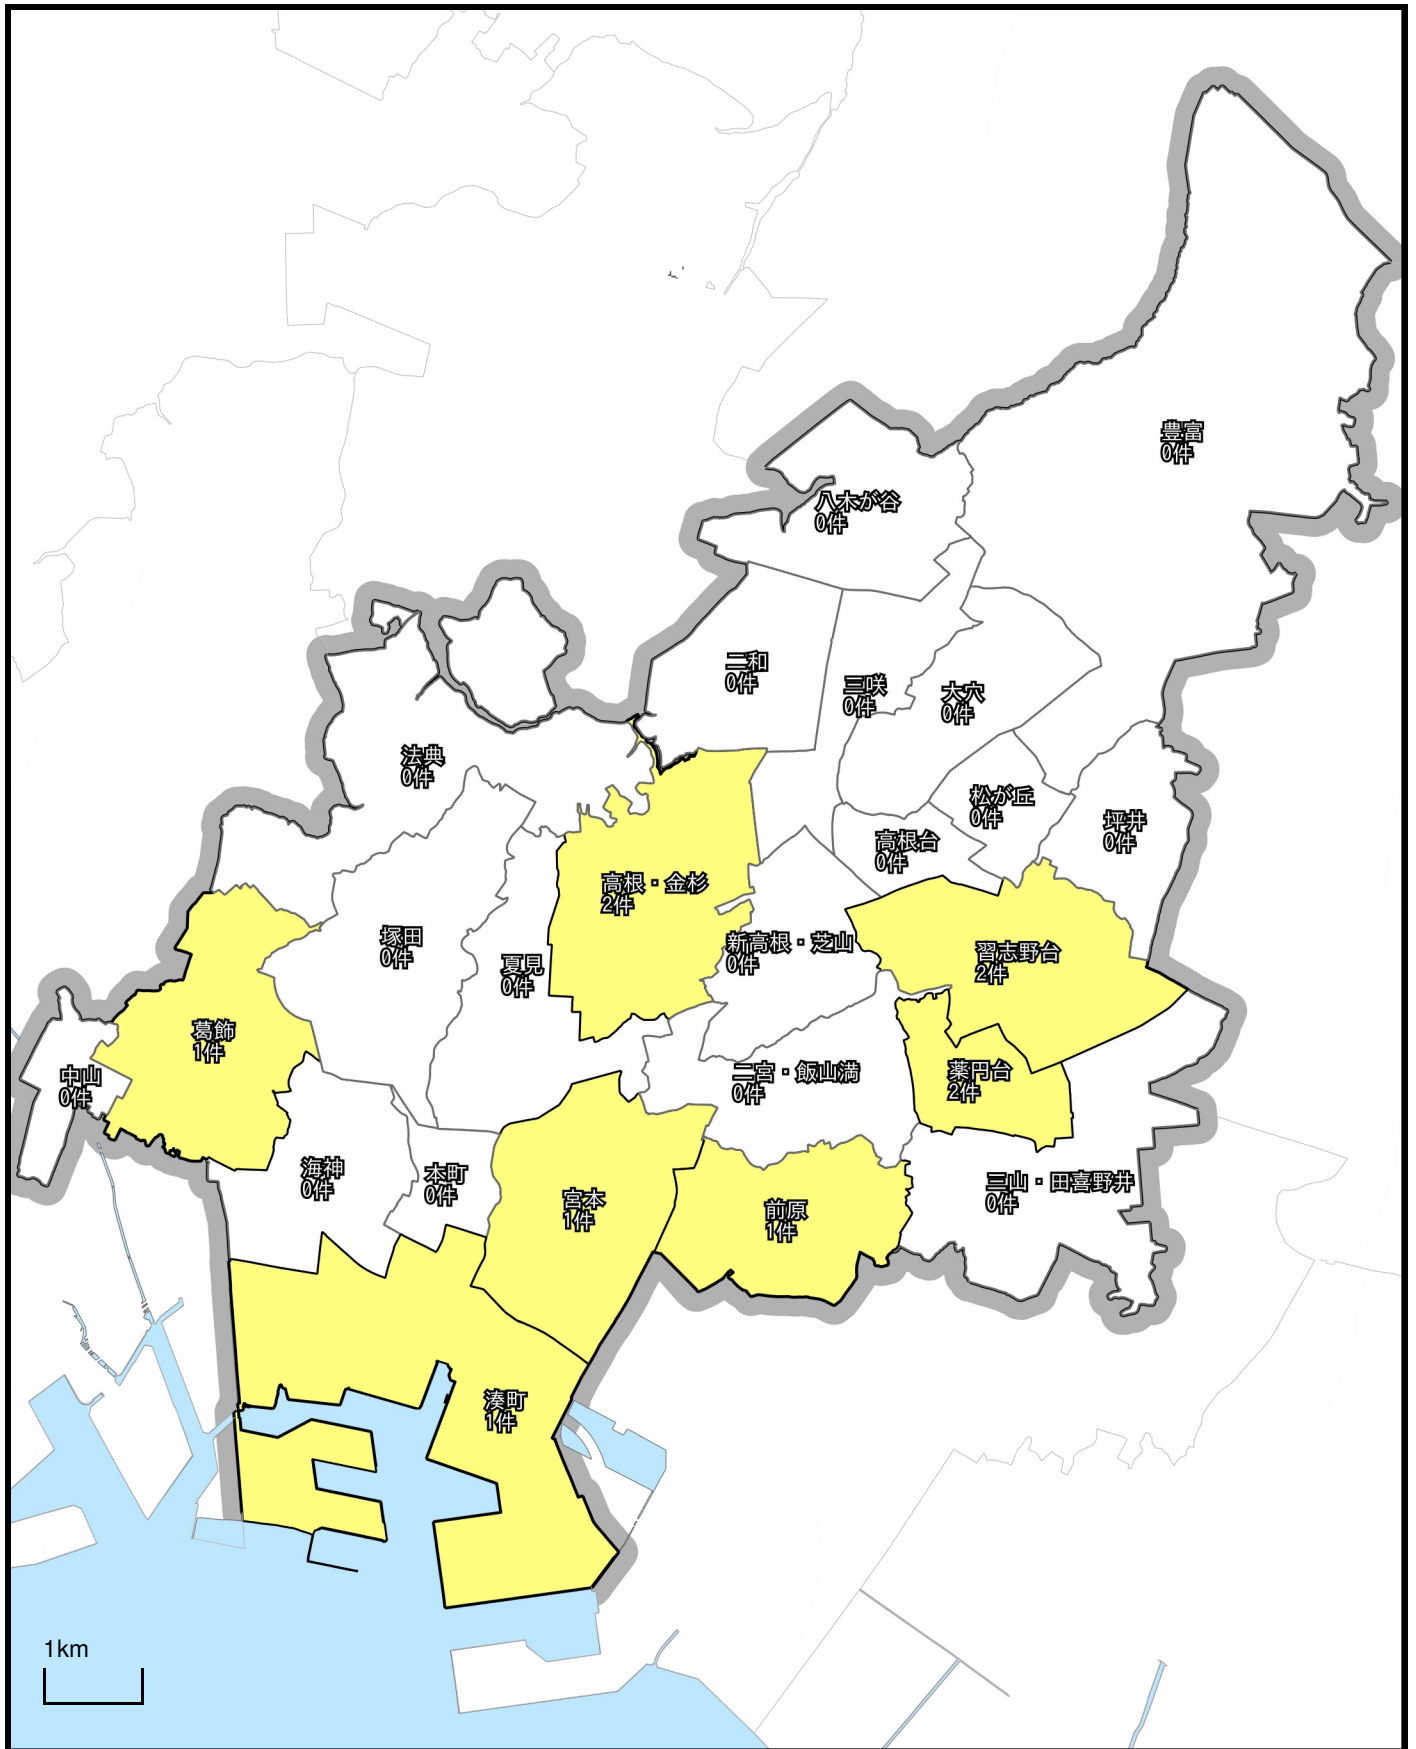 豊富
0件
八木が谷
0件
二和
0件
三咲
0件
大穴
0件
法典
0件
松が丘
0件
坪井
0件
高根台
0件
高根・金杉
2件
塚田
0件
新高根・芝山
0件
習志野台
2件
夏見
0件
葛飾
1件
中山
0件
二宮・飯山満
0件
薬円台
2件
海神
0件
本町
0件
宮本
1件
前原
1件
三山・田喜野井
0件
湊町
1件
1km